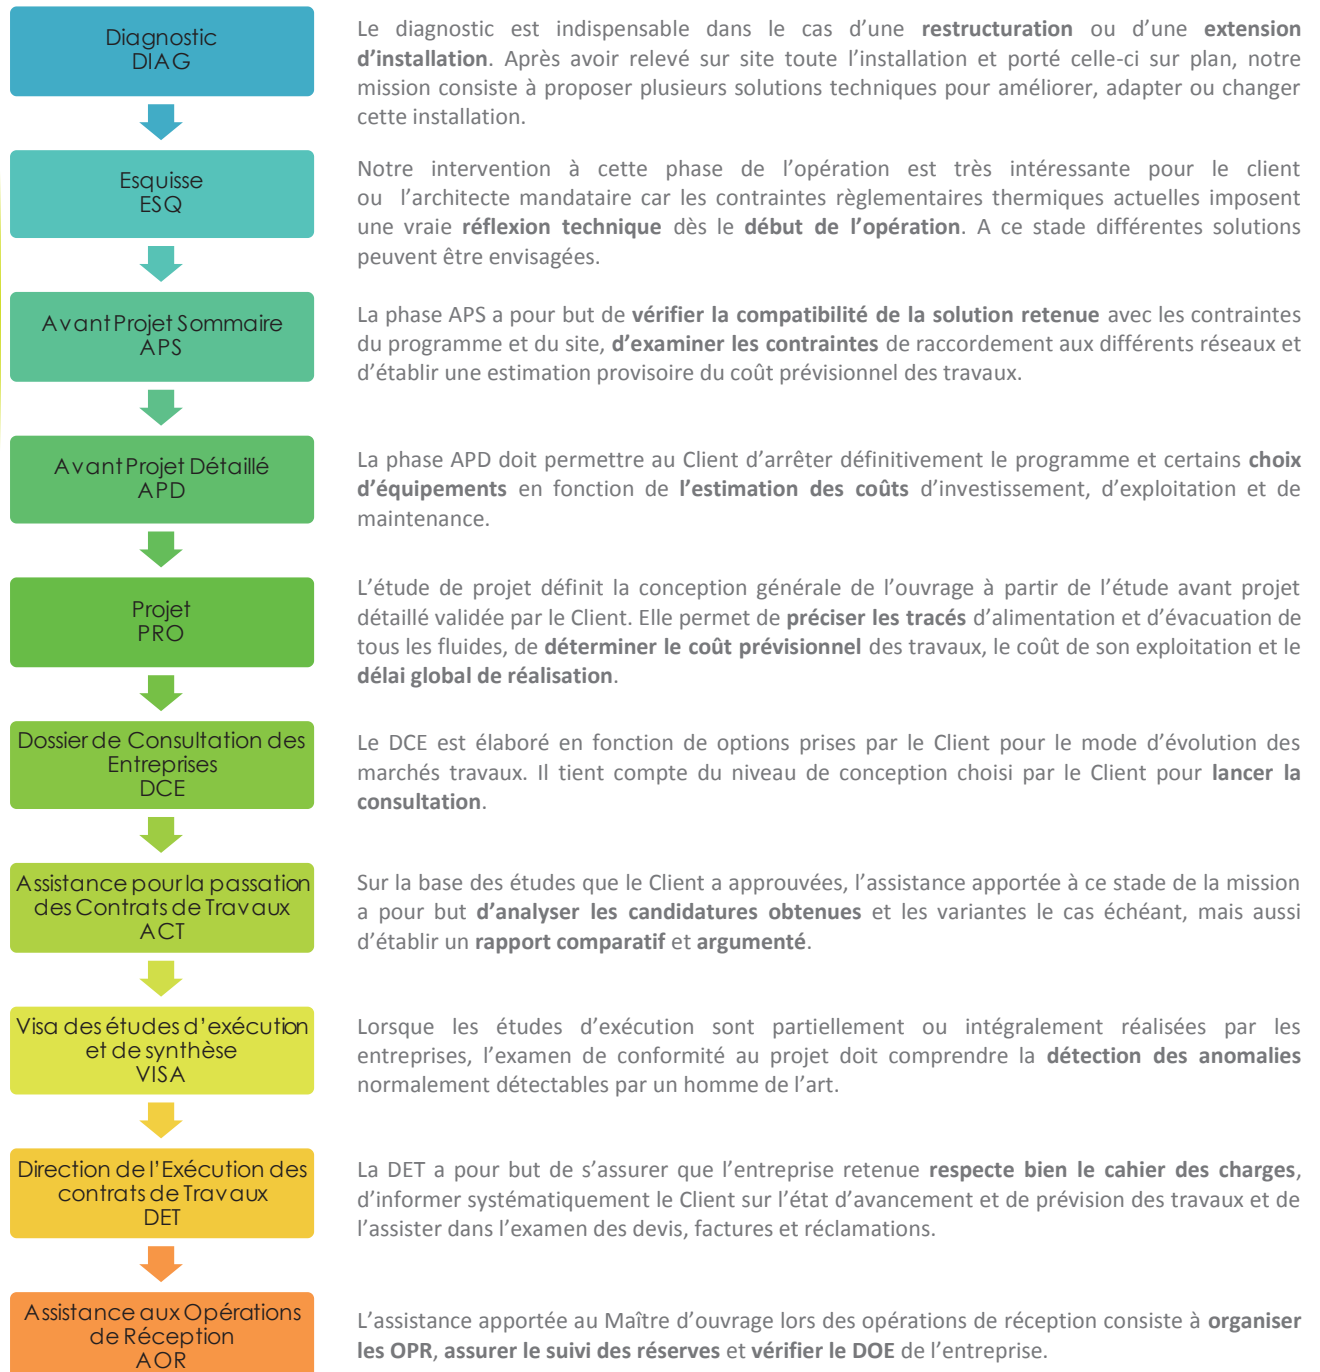 Diagnostic
DIAG
Le diagnostic est indispensable dans le cas d’une restructuration ou d’une extension
d’installation. Après avoir relevé sur site toute l’installation et porté celle-ci sur plan, notre
mission consiste à proposer plusieurs solutions techniques pour améliorer, adapter ou changer
cette installation.
Esquisse
ESQ
Notre intervention à cette phase de l’opération est très intéressante pour le client
ou l’architecte mandataire car les contraintes règlementaires thermiques actuelles imposent
une vraie réflexion technique dès le début de l’opération. A ce stade différentes solutions
peuvent être envisagées.
Avant Projet Sommaire
APS
La phase APS a pour but de vérifier la compatibilité de la solution retenue avec les contraintes
du programme et du site, d’examiner les contraintes de raccordement aux différents réseaux et
d’établir une estimation provisoire du coût prévisionnel des travaux.
Avant Projet Détaillé
APD
La phase APD doit permettre au Client d’arrêter définitivement le programme et certains choix
d’équipements en fonction de l’estimation des coûts d’investissement, d’exploitation et de
maintenance.
Projet
PRO
L’étude de projet définit la conception générale de l’ouvrage à partir de l’étude avant projet
détaillé validée par le Client. Elle permet de préciser les tracés d’alimentation et d’évacuation de
tous les fluides, de déterminer le coût prévisionnel des travaux, le coût de son exploitation et le
délai global de réalisation.
Dossier de Consultation des
Entreprises
DCE
Le DCE est élaboré en fonction de options prises par le Client pour le mode d’évolution des
marchés travaux. Il tient compte du niveau de conception choisi par le Client pour lancer la
consultation.
Assistance pour la passation
des Contrats de Travaux
ACT
Sur la base des études que le Client a approuvées, l’assistance apportée à ce stade de la mission
a pour but d’analyser les candidatures obtenues et les variantes le cas échéant, mais aussi
d’établir un rapport comparatif et argumenté.
Visa des études d’exécution
et de synthèse
VISA
Lorsque les études d’exécution sont partiellement ou intégralement réalisées par les
entreprises, l’examen de conformité au projet doit comprendre la détection des anomalies
normalement détectables par un homme de l’art.
Direction de l’Exécution des
contrats de Travaux
DET
La DET a pour but de s’assurer que l’entreprise retenue respecte bien le cahier des charges,
d’informer systématiquement le Client sur l’état d’avancement et de prévision des travaux et de
l’assister dans l’examen des devis, factures et réclamations.
Assistance aux Opérations
de Réception
AOR
L’assistance apportée au Maître d’ouvrage lors des opérations de réception consiste à organiser
les OPR, assurer le suivi des réserves et vérifier le DOE de l’entreprise.